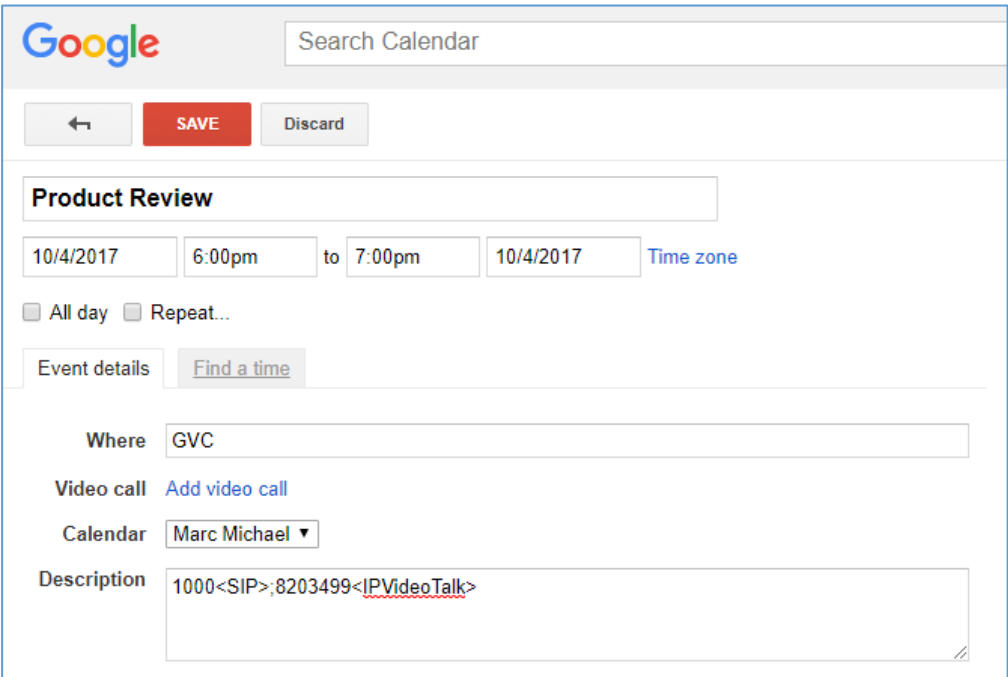 Google Search Calendar
SAVE Discard
Product Review
10/4/2017 6:00pm to 7:00pm 10/4/2017 Time zone
All day Repeat...
Event details Find a time
Where GVC
Video call Add video call
Calendar Marc Michael
Description 1000<SIP>;8203499<IPVideoTalk>